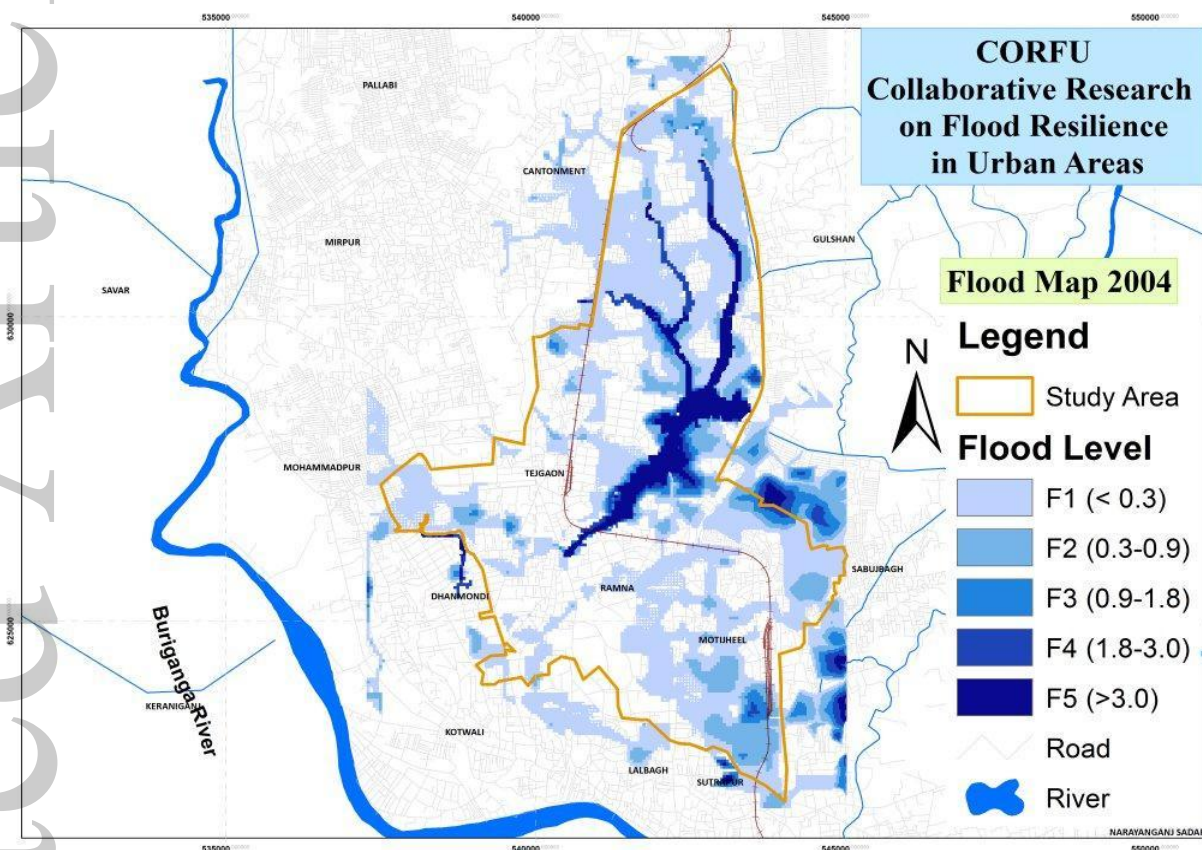 535000
540000
545000
550000
CORFU
Collaborative Research
on Flood Resilience
in Urban Areas
PALLABI
CANTONMENT
MIRPUR
GULSHAN
SAVAR
Flood Map 2004
630000
N
Legend
Study Area
Flood Level
MOHAMMADPUR
TEJGAON
F1 (< 0.3)
F2 (0.3-0.9)
SABUJBAGH
RAMNA
DHANMONDI
F3 (0.9-1.8)
625000
MOTIJHEEL
F4 (1.8-3.0)
Buriganga River
F5 (>3.0)
KERANIGANJ
KOTWALI
Road
LALBAGH
SUTRAPUR
River
NARAYANGANJ SADAR
535000
540000
545000
550000